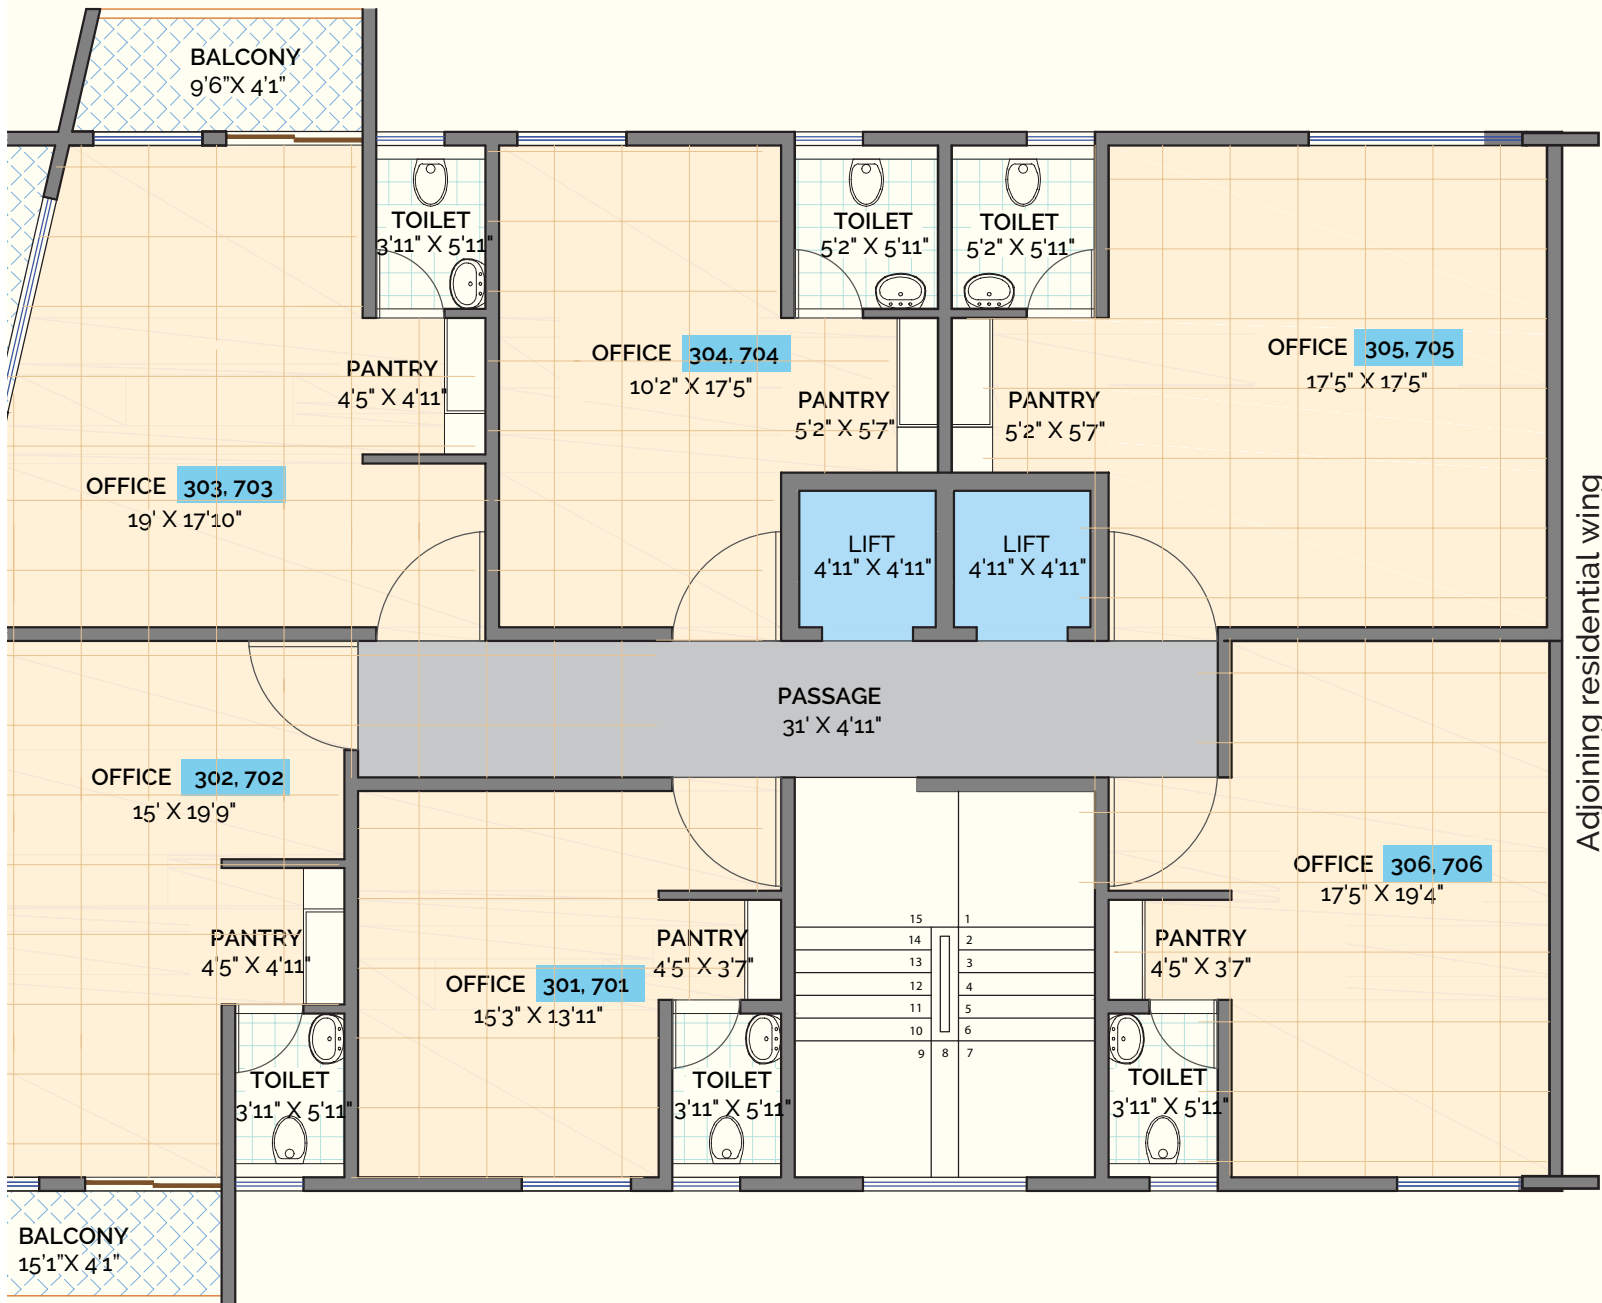 BALCONY
9'6"X 4'1"
TOILET
3'11" X 5'11"
TOILET
5'2" X 5'11"
TOILET
5'2" X 5'11"
PANTRY
4'5" X 4'11"
OFFICE 304, 704
10'2" X 17'5"
PANTRY
5'2" X 5'7"
PANTRY
5'2" X 5'7"
OFFICE 305, 705
17'5" X 17'5"
OFFICE 303, 703
19' X 17'10"
LIFT
4'11" X 4'11"
LIFT
4'11" X 4'11"
Adjoining residential wing
PASSAGE
31' X 4'11"
OFFICE 302, 702
15' X 19'9"
OFFICE 306, 706
17'5" X 19'4"
PANTRY
4'5" X 4'11"
OFFICE 301, 701
15'3" X 13'11"
PANTRY
4'5" X 3'7"
15 1
14 2
13 3
12 4
11 5
10 6
9 8 7
PANTRY
4'5" X 3'7"
TOILET
3'11" X 5'11"
TOILET
3'11" X 5'11"
TOILET
3'11" X 5'11"
BALCONY
15'1"X 4'1"